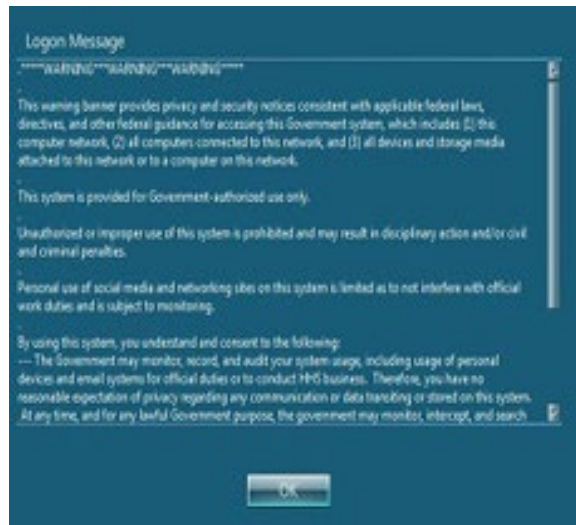 Logon Message
.*****WARNING***WARNING***WARNING*****
.
This warning banner provides privacy and security notices consistent with applicable federal laws,
directives, and other federal guidance for accessing this Government system, which includes (1) this
computer network, (2) all computers connected to this network, and (3) all devices and storage media
attached to this network or to a computer on this network.
.
This system is provided for Government-authorized use only.
.
Unauthorized or improper use of this system is prohibited and may result in disciplinary action and/or civil
and criminal penalties.
.
Personal use of social media and networking sites on this system is limited as to not interfere with official
work duties and is subject to monitoring.
.
By using this system, you understand and consent to the following:
--- The Government may monitor, record, and audit your system usage, including usage of personal
devices and email systems for official duties or to conduct HHS business. Therefore, you have no
reasonable expectation of privacy regarding any communication or data transiting or stored on this system.
At any time, and for any lawful Government purpose, the government may monitor, intercept, and search
OK